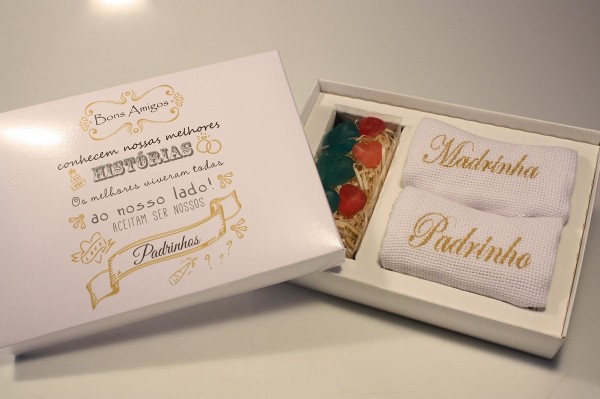 Bons Amigos
conhecem nossas melhores
HISTÓRIAS
Os melhores viveram todas
ao nosso lado!
ACEITAM SER NOSSOS
Padrinhos
Madrinha
Padrinho